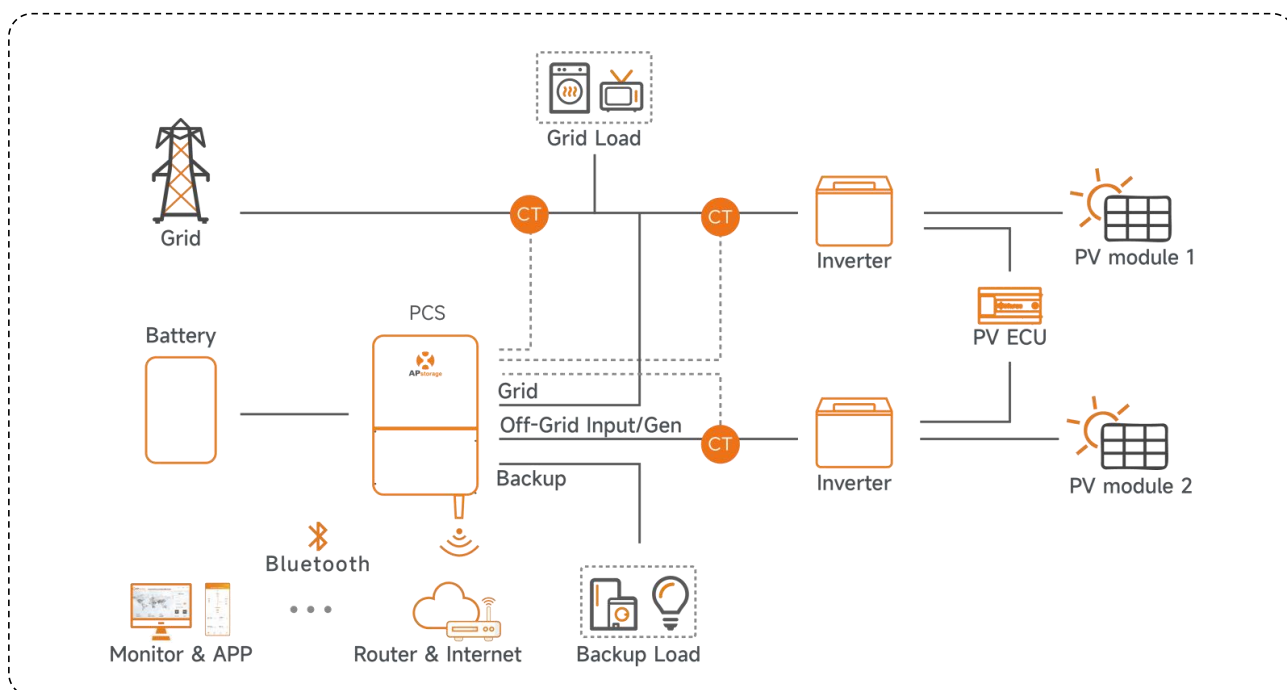 Grid Load
CT
CT
Grid
Inverter
PV module 1
PCS
Battery
APstorage
PV ECU
Grid
Off-Grid Input/Gen
CT
Backup
Inverter
PV module 2
Bluetooth
Monitor & APP
Router & Internet
Backup Load